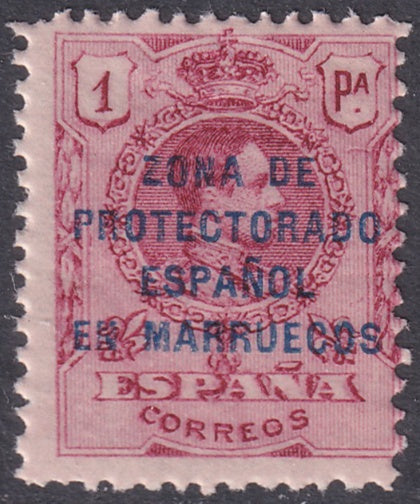 1 PA.
ZONA DE
PROTECTORADO
ESPAÑOL
EN MARRUECOS
ESPAÑA
CORREOS